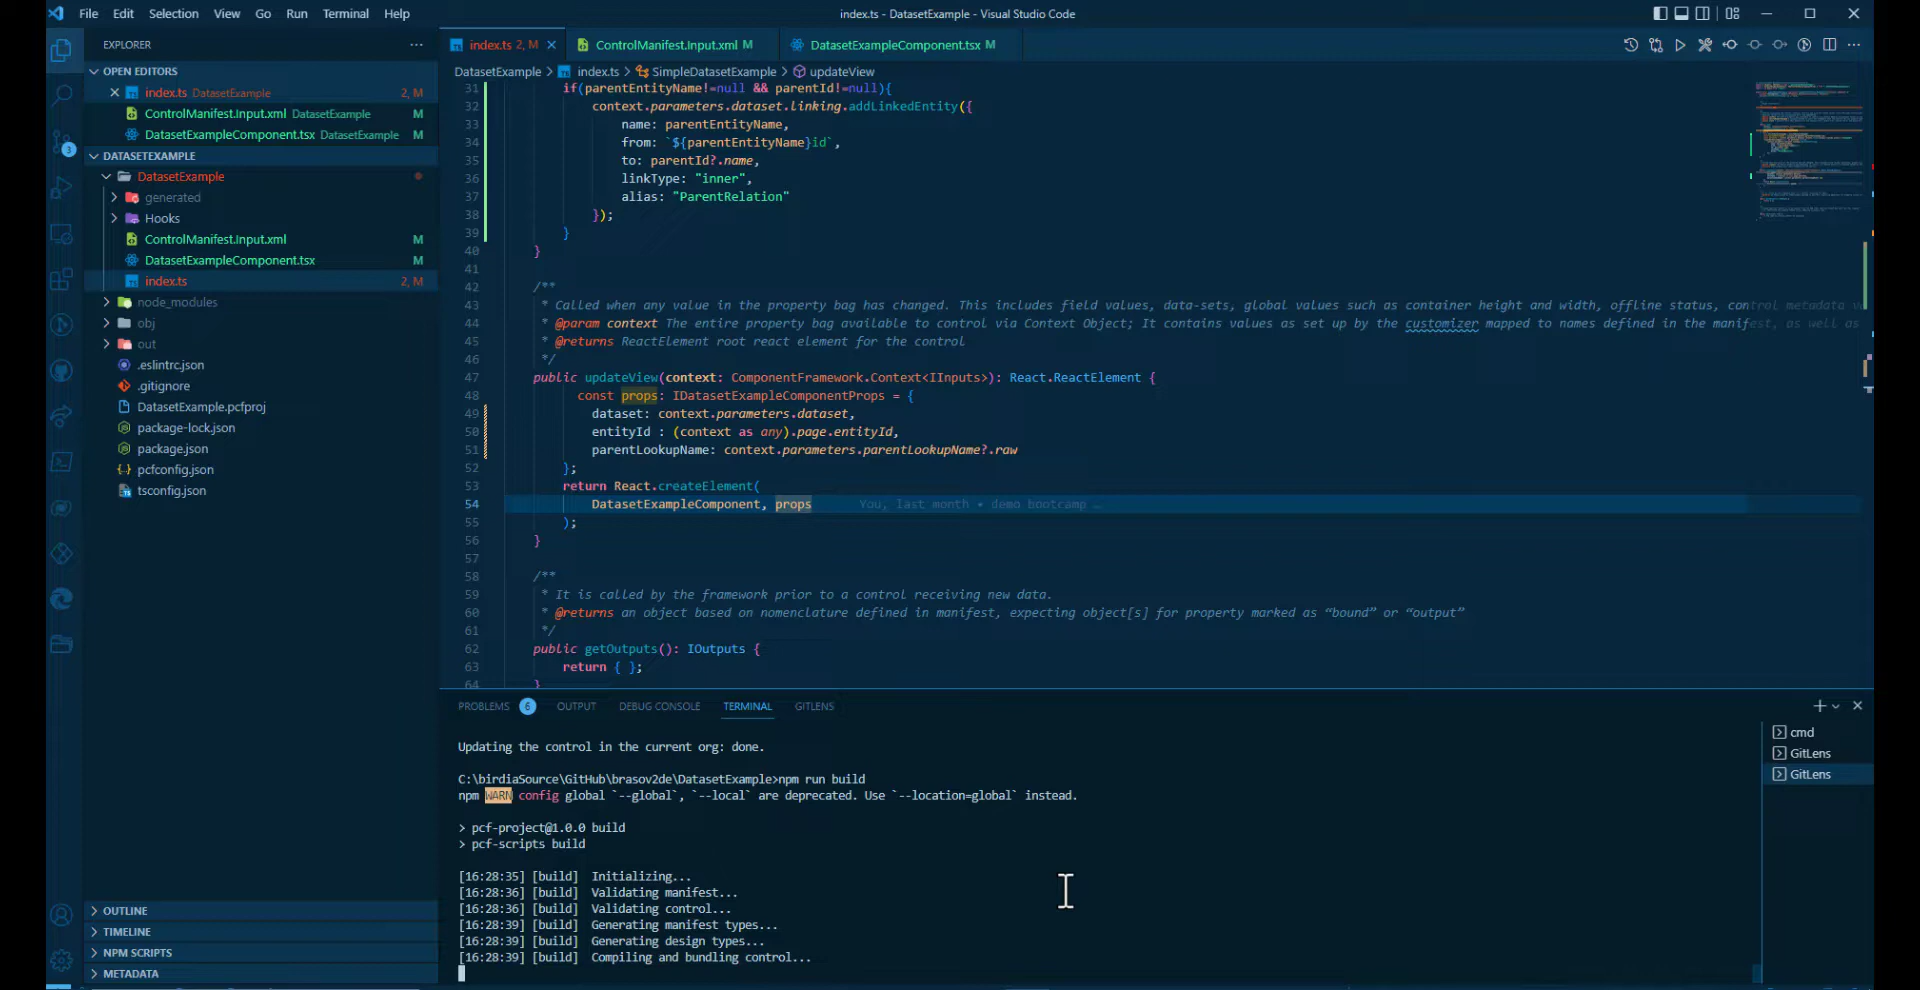 File Edit Selection View Go Run Terminal Help
index.ts - DatasetExample - Visual Studio Code
EXPLORER
OPEN EDITORS
index.ts DatasetExample 2, M
ControlManifest.Input.xml DatasetExample M
DatasetExampleComponent.tsx DatasetExample M
DATASETEXAMPLE
DatasetExample
generated
Hooks
ControlManifest.Input.xml M
DatasetExampleComponent.tsx M
index.ts 2, M
node_modules
obj
out
.eslintrc.json
.gitignore
DatasetExample.pcfproj
package-lock.json
package.json
pcfconfig.json
tsconfig.json
OUTLINE
TIMELINE
NPM SCRIPTS
METADATA
3
index.ts 2, M
ControlManifest.Input.xml M
DatasetExampleComponent.tsx M
DatasetExample > index.ts > SimpleDatasetExample > updateView
31 if(parentEntityName!=null && parentId!=null){
32 context.parameters.dataset.linking.addLinkedEntity({
33 name: parentEntityName,
34 from: `${parentEntityName}id`,
35 to: parentId?.name,
36 linkType: "inner",
37 alias: "ParentRelation"
38 });
39 }
40 }
41
42 /**
43 * Called when any value in the property bag has changed. This includes field values, data-sets, global values such as container height and width, offline status, control metadata v
44 * @param context The entire property bag available to control via Context Object; It contains values as set up by the customizer mapped to names defined in the manifest, as well as
45 * @returns ReactElement root react element for the control
46 */
47 public updateView(context: ComponentFramework.Context<IInputs>): React.ReactElement {
48 const props: IDatasetExampleComponentProps = {
49 dataset: context.parameters.dataset,
50 entityId : (context as any).page.entityId,
51 parentLookupName: context.parameters.parentLookupName?.raw
52 };
53 return React.createElement(
54 DatasetExampleComponent, props You, last month • demo bootcamp …
55 );
56 }
57
58 /**
59 * It is called by the framework prior to a control receiving new data.
60 * @returns an object based on nomenclature defined in manifest, expecting object[s] for property marked as “bound” or “output”
61 */
62 public getOutputs(): IOutputs {
63 return { };
64 }
PROBLEMS 6 OUTPUT DEBUG CONSOLE TERMINAL GITLENS
Updating the control in the current org: done.
C:\birdiaSource\GitHub\brasov2de\DatasetExample>npm run build
npm WARN config global `--global`, `--local` are deprecated. Use `--location=global` instead.
> pcf-project@1.0.0 build
> pcf-scripts build
[16:28:35] [build] Initializing...
[16:28:36] [build] Validating manifest...
[16:28:36] [build] Validating control...
[16:28:39] [build] Generating manifest types...
[16:28:39] [build] Generating design types...
[16:28:39] [build] Compiling and bundling control...
cmd
GitLens
GitLens